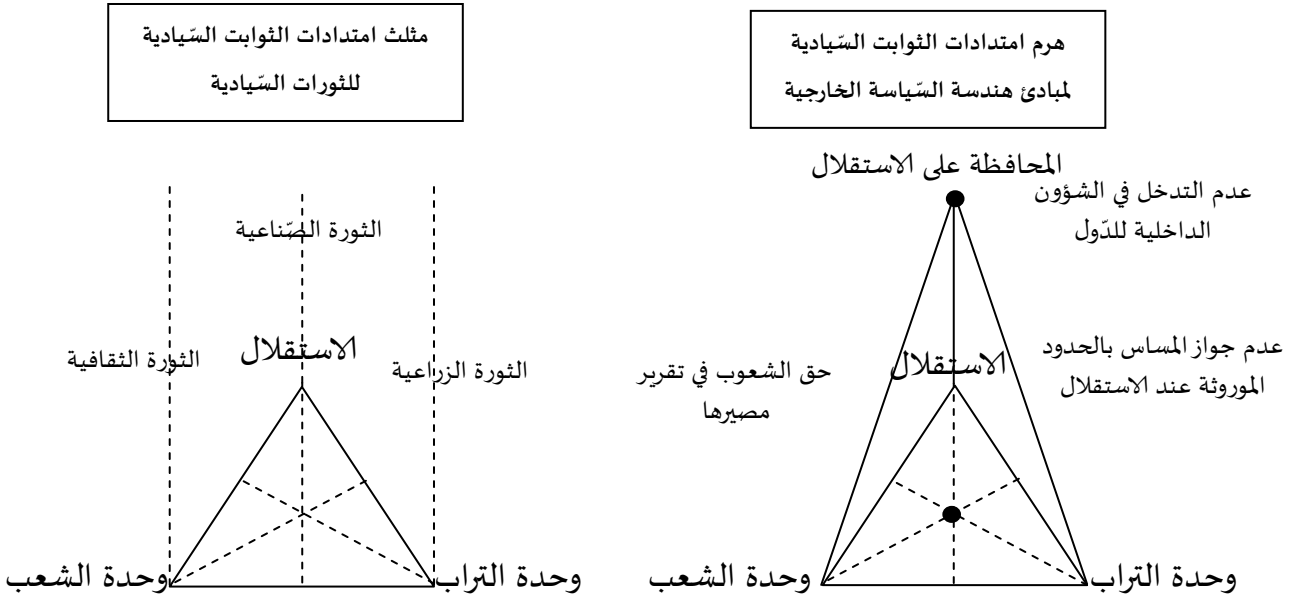 هرم امتدادات الثوابت السّيادية
لمبادئ هندسة السّياسة الخارجية
المحافظة على الاستقلال
عدم التدخل في الشؤون
الداخلية للدّول
الاستقلال
عدم جواز المساس بالحدود
الموروثة عند الاستقلال
حق الشعوب في تقرير
مصيرها
وحدة التراب
وحدة الشعب
مثلث امتدادات الثوابت السّيادية
للثورات السّيادية
الثورة الصّناعية
الاستقلال
الثورة الزراعية
الثورة الثقافية
وحدة التراب
وحدة الشعب